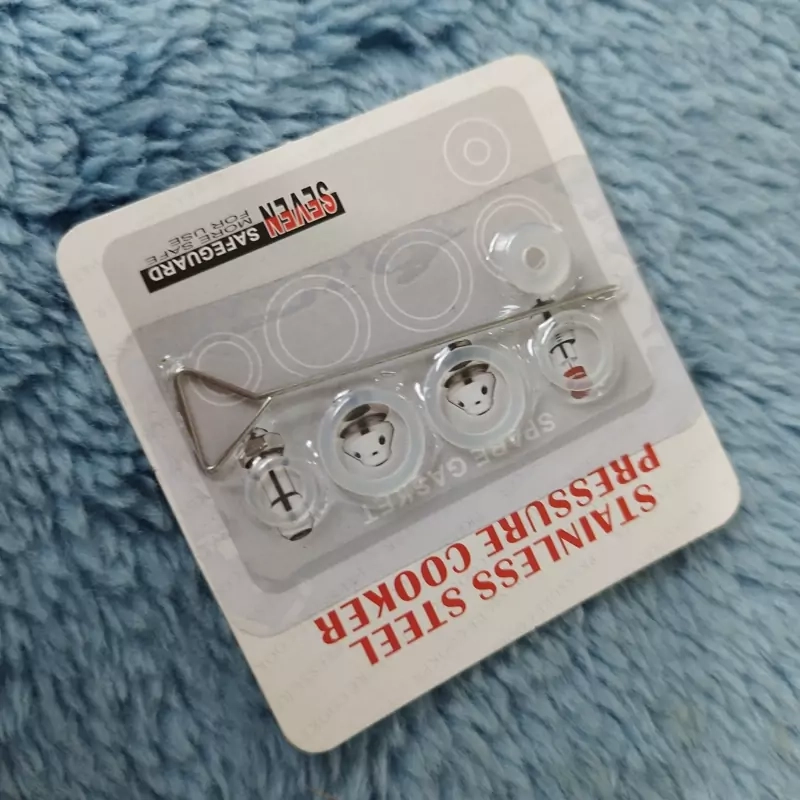 STAINLESS STEEL
PRESSURE COOKER
SPARE GASKET
SEVEN SAFEGUARD
MORE SAFE
FOR USE